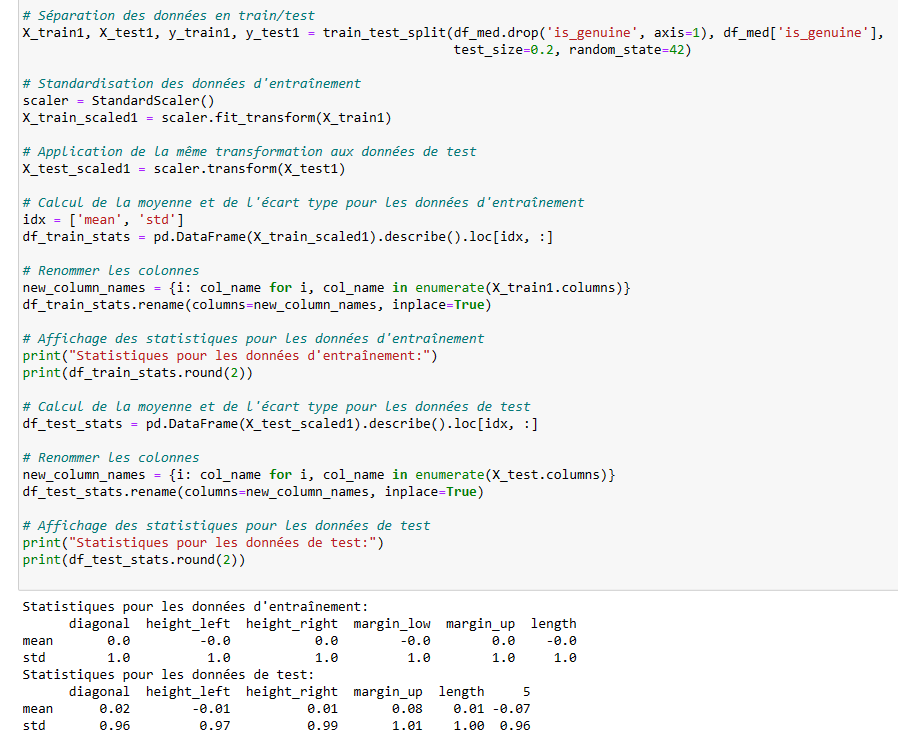 # Séparation des données en train/test
X_train1, X_test1, y_train1, y_test1 = train_test_split(df_med.drop('is_genuine', axis=1), df_med['is_genuine'],
                                                        test_size=0.2, random_state=42)

# Standardisation des données d'entraînement
scaler = StandardScaler()
X_train_scaled1 = scaler.fit_transform(X_train1)

# Application de la même transformation aux données de test
X_test_scaled1 = scaler.transform(X_test1)

# Calcul de la moyenne et de l'écart type pour les données d'entraînement
idx = ['mean', 'std']
df_train_stats = pd.DataFrame(X_train_scaled1).describe().loc[idx, :]

# Renommer les colonnes
new_column_names = {i: col_name for i, col_name in enumerate(X_train1.columns)}
df_train_stats.rename(columns=new_column_names, inplace=True)

# Affichage des statistiques pour les données d'entraînement
print("Statistiques pour les données d'entraînement:")
print(df_train_stats.round(2))

# Calcul de la moyenne et de l'écart type pour les données de test
df_test_stats = pd.DataFrame(X_test_scaled1).describe().loc[idx, :]

# Renommer les colonnes
new_column_names = {i: col_name for i, col_name in enumerate(X_test.columns)}
df_test_stats.rename(columns=new_column_names, inplace=True)

# Affichage des statistiques pour les données de test
print("Statistiques pour les données de test:")
print(df_test_stats.round(2))

Statistiques pour les données d'entraînement:
      diagonal  height_left  height_right  margin_low  margin_up  length
mean       0.0         -0.0           0.0        -0.0        0.0    -0.0
std        1.0          1.0           1.0         1.0        1.0     1.0
Statistiques pour les données de test:
      diagonal  height_left  height_right  margin_up  length     5
mean      0.02        -0.01          0.01       0.08    0.01 -0.07
std       0.96         0.97          0.99       1.01    1.00  0.96